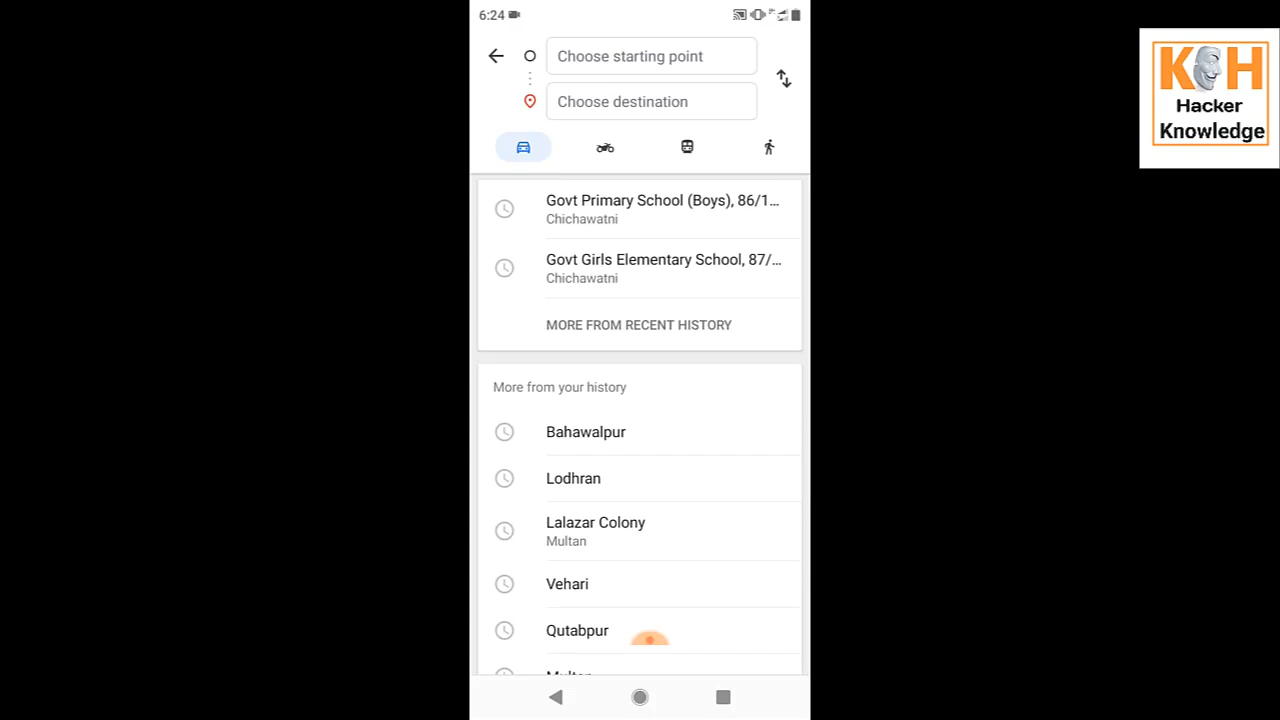 6:24
Choose starting point
Choose destination
Govt Primary School (Boys), 86/1...
Chichawatni
Govt Girls Elementary School, 87/...
Chichawatni
MORE FROM RECENT HISTORY
More from your history
Bahawalpur
Lodhran
Lalazar Colony
Multan
Vehari
Qutabpur
KH
Hacker
Knowledge